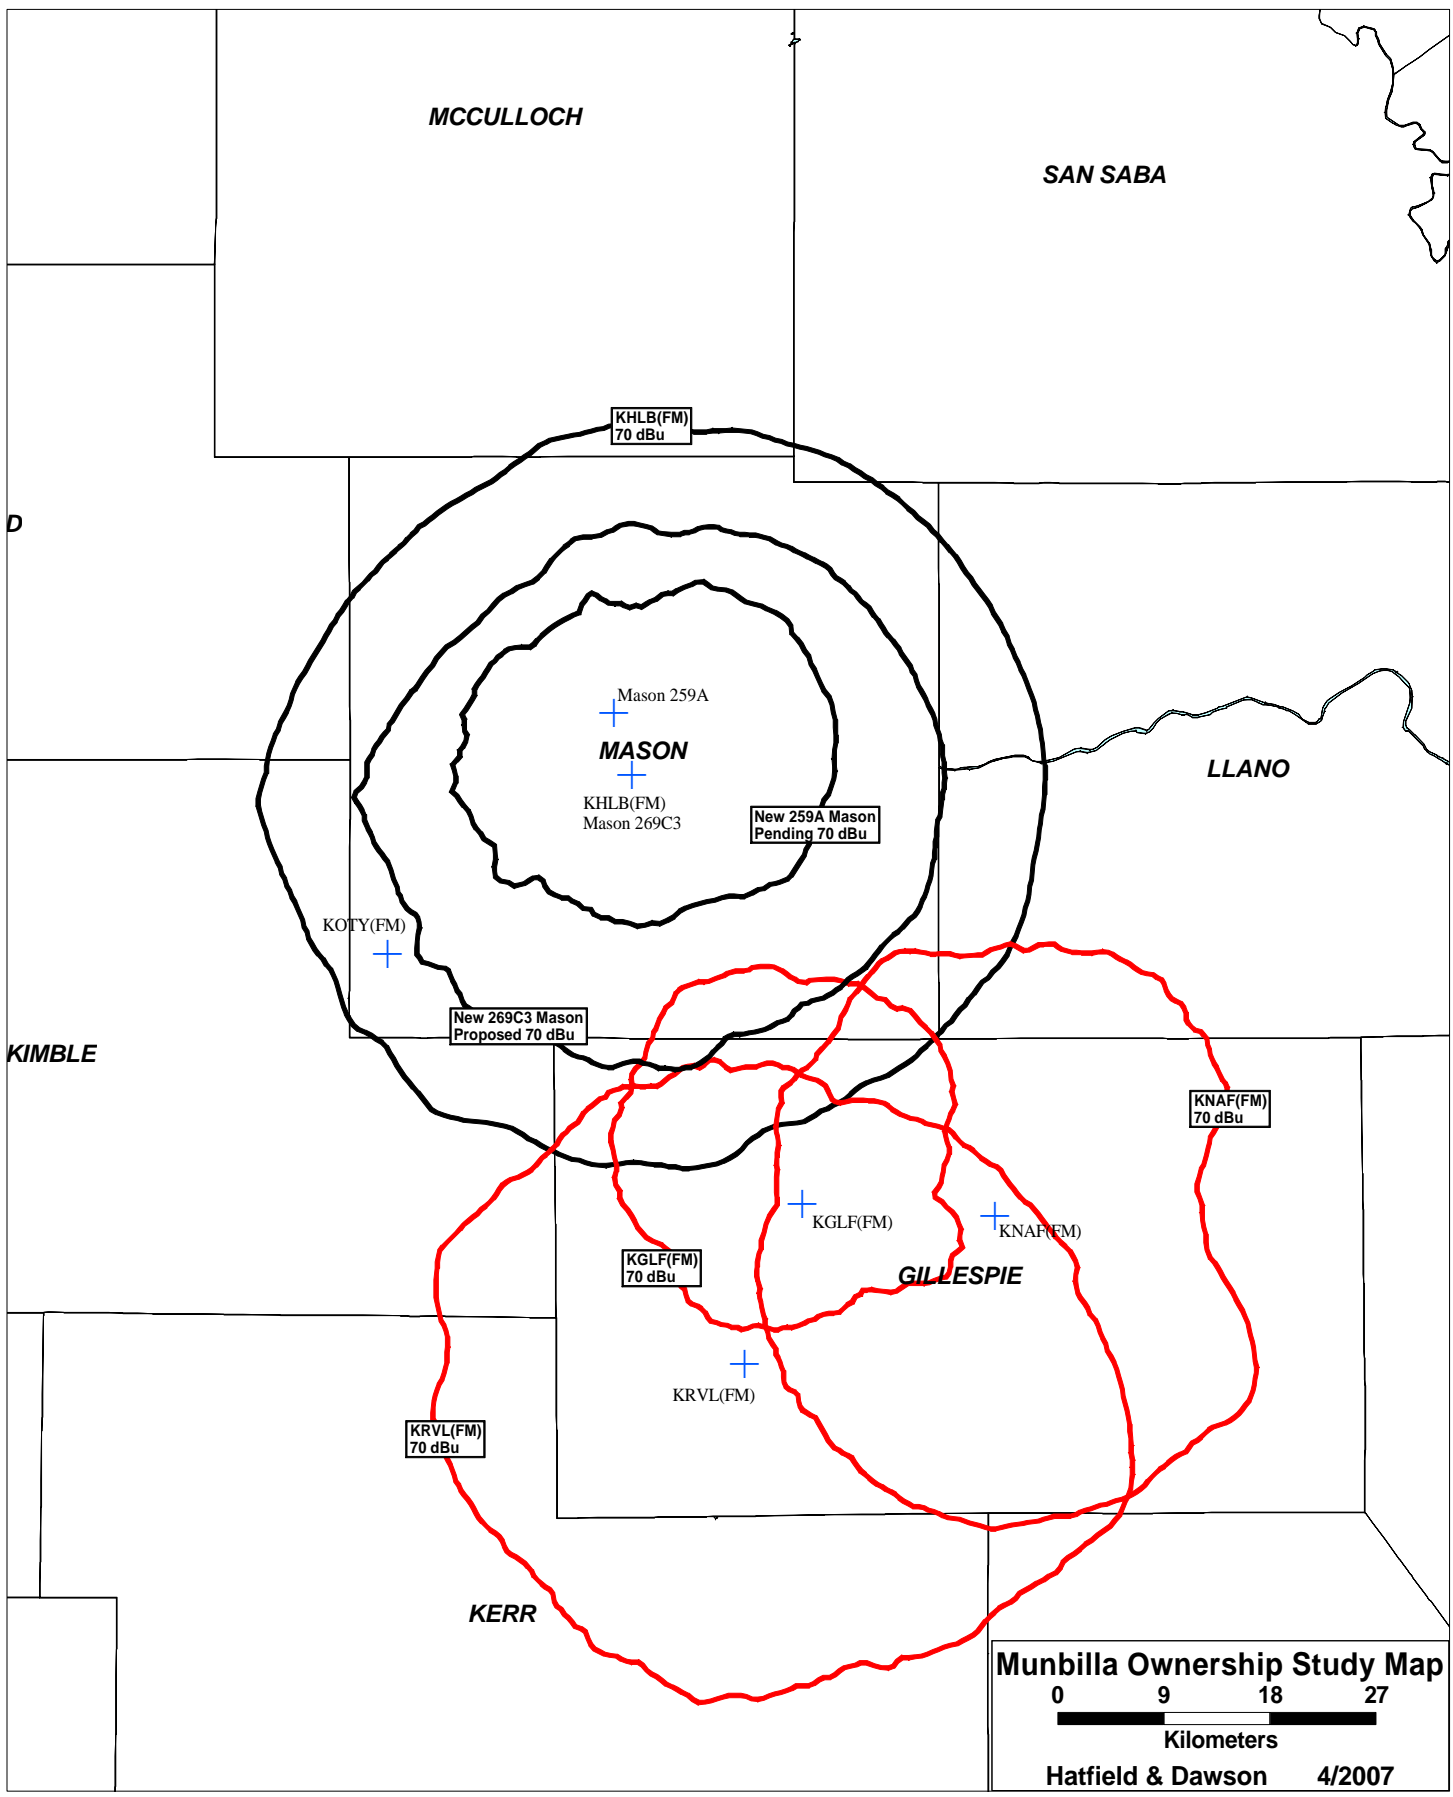 MCCULLOCH
SAN SABA
KHLB(FM)
70 dBu
D
Mason 259A
MASON
LLANO
KHLB(FM)
Mason 269C3
New 259A Mason
Pending 70 dBu
KOTY(FM)
New 269C3 Mason
Proposed 70 dBu
KIMBLE
KNAF(FM)
70 dBu
KGLF(FM)
KNAF(FM)
KGLF(FM)
70 dBu
GILLESPIE
KRVL(FM)
KRVL(FM)
70 dBu
KERR
Munbilla Ownership Study Map
0 9 18 27
Kilometers
Hatfield & Dawson 4/2007